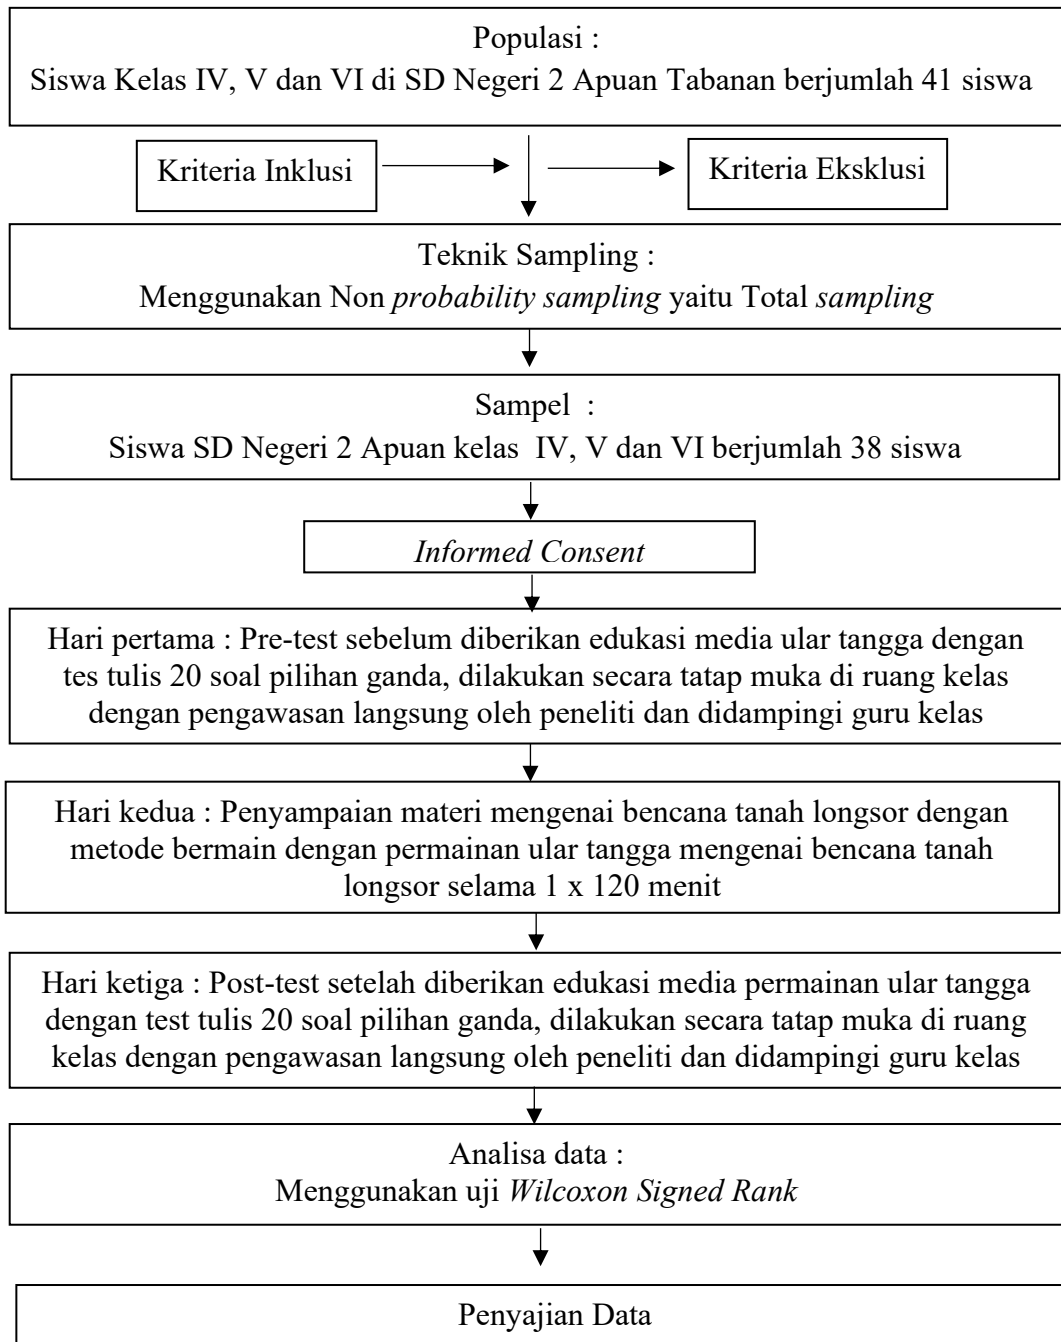 Populasi :
Siswa Kelas IV, V dan VI di SD Negeri 2 Apuan Tabanan berjumlah 41 siswa
Kriteria Inklusi
Kriteria Eksklusi
Teknik Sampling :
Menggunakan Non probability sampling yaitu Total sampling
Sampel :
Siswa SD Negeri 2 Apuan kelas IV, V dan VI berjumlah 38 siswa
Informed Consent
Hari pertama : Pre-test sebelum diberikan edukasi media ular tangga dengan
tes tulis 20 soal pilihan ganda, dilakukan secara tatap muka di ruang kelas
dengan pengawasan langsung oleh peneliti dan didampingi guru kelas
Hari kedua : Penyampaian materi mengenai bencana tanah longsor dengan
metode bermain dengan permainan ular tangga mengenai bencana tanah
longsor selama 1 x 120 menit
Hari ketiga : Post-test setelah diberikan edukasi media permainan ular tangga
dengan test tulis 20 soal pilihan ganda, dilakukan secara tatap muka di ruang
kelas dengan pengawasan langsung oleh peneliti dan didampingi guru kelas
Analisa data :
Menggunakan uji Wilcoxon Signed Rank
Penyajian Data